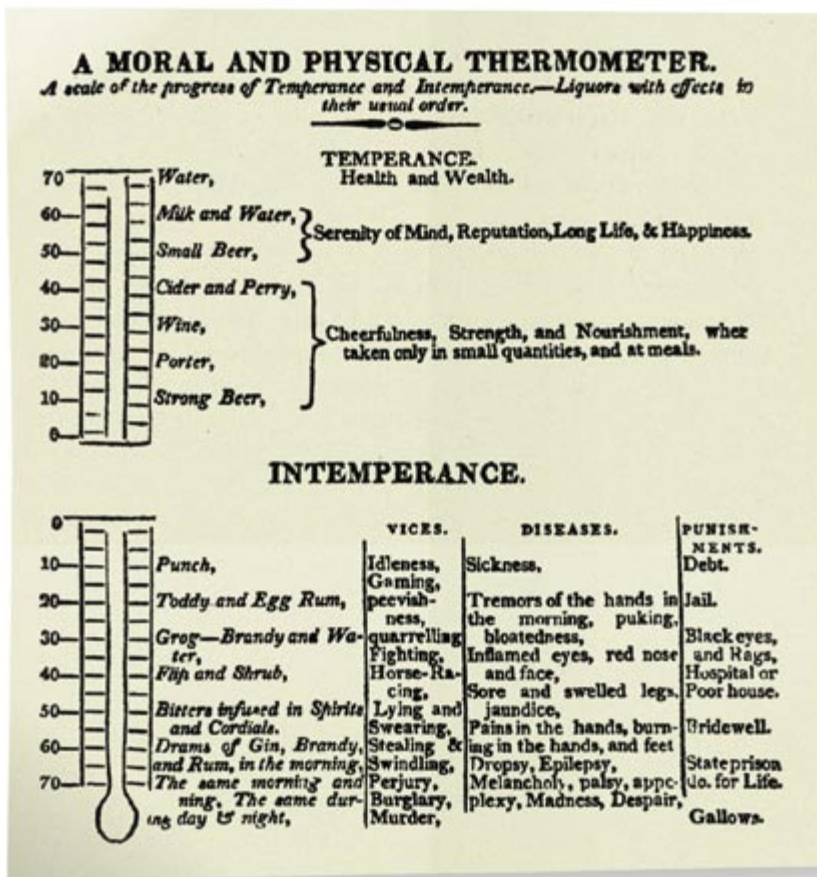 A MORAL AND PHYSICAL THERMOMETER.
A scale of the progress of Temperance and Intemperance.—Liquors with effects in
their usual order.
TEMPERANCE.
70 Water, Health and Wealth.
60 Milk and Water,
Serenity of Mind, Reputation, Long Life, & Happiness.
50 Small Beer,
40 Cider and Perry,
30 Wine,
Cheerfulness, Strength, and Nourishment, when
taken only in small quantities, and at meals.
20 Porter,
10 Strong Beer,
0
INTEMPERANCE.
0 VICES. DISEASES. PUNISH-
MENTS.
10 Punch, Idleness, Sickness, Debt.
Gaming,
20 Toddy and Egg Rum, peevish- Tremors of the hands in Jail.
ness, the morning, puking,
30 Grog—Brandy and Wa- quarrelling bloatedness, Black eyes,
ter, Fighting, Inflamed eyes, red nose and Rags,
40 Flip and Shrub, Horse-Ra- and face, Hospital or
cing, Sore and swelled legs, Poor house.
50 Bitters infused in Spirits Lying and jaundice,
and Cordials. Swearing, Pains in the hands, burn- Bridewell.
60 Drams of Gin, Brandy, Stealing & ing in the hands, and feet
and Rum, in the morning, Swindling, Dropsy, Epilepsy, State prison
70 The same morning and Perjury, Melancholy, palsy, appo- do. for Life.
ning, The same dur- Burglary, plexy, Madness, Despair,
ing day & night, Murder, Gallows.